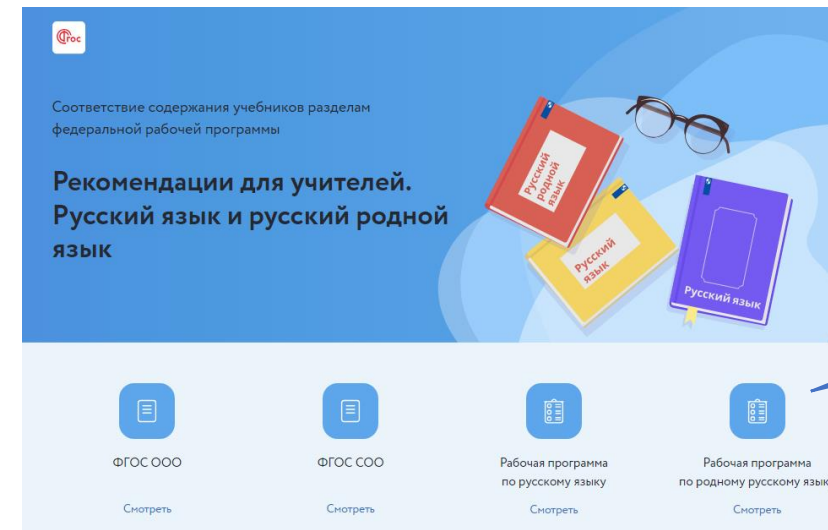 Фгос
Соответствие содержания учебников разделам
федеральной рабочей программы
Рекомендации для учителей.
Русский язык и русский родной
язык
Русский
родной
язык
Русский
язык
Русский язык
ФГОС ООО
Смотреть
ФГОС СОО
Смотреть
Рабочая программа
по русскому языку
Смотреть
Рабочая программа
по родному русскому язык
Смотреть